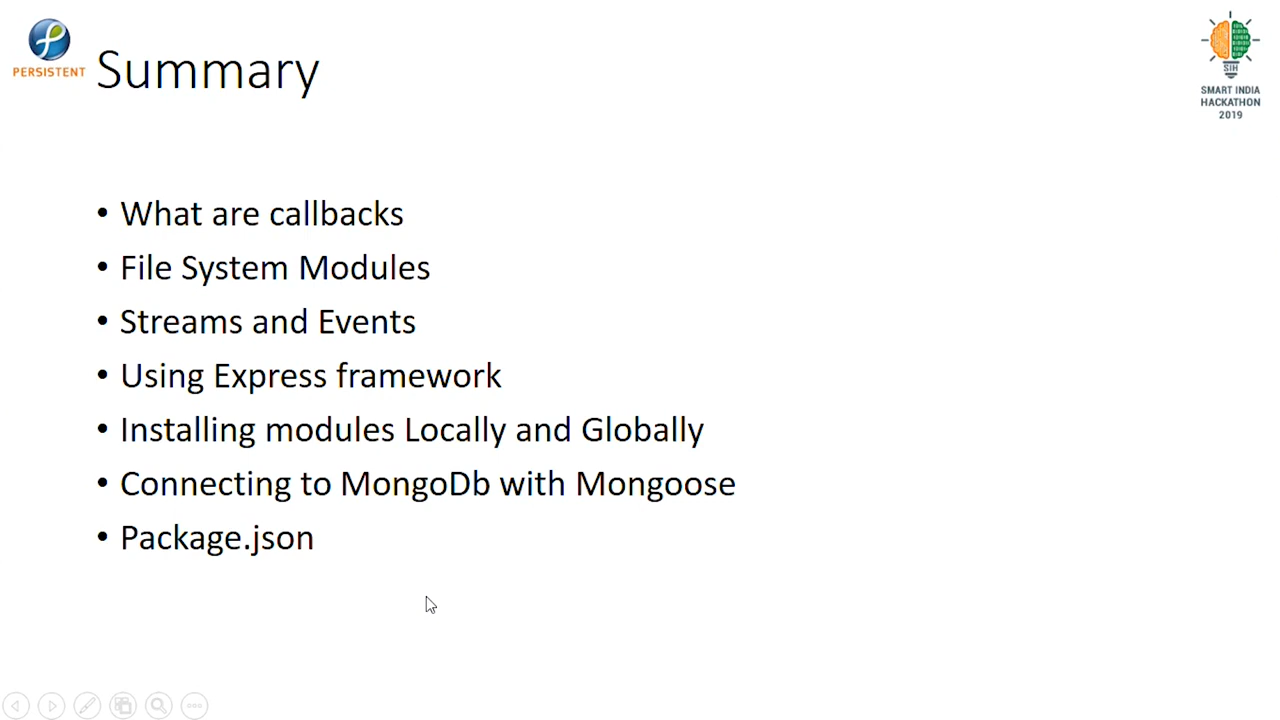 PERSISTENT
Summary
SIH
SMART INDIA
HACKATHON
2019
• What are callbacks
• File System Modules
• Streams and Events
• Using Express framework
• Installing modules Locally and Globally
• Connecting to MongoDb with Mongoose
• Package.json